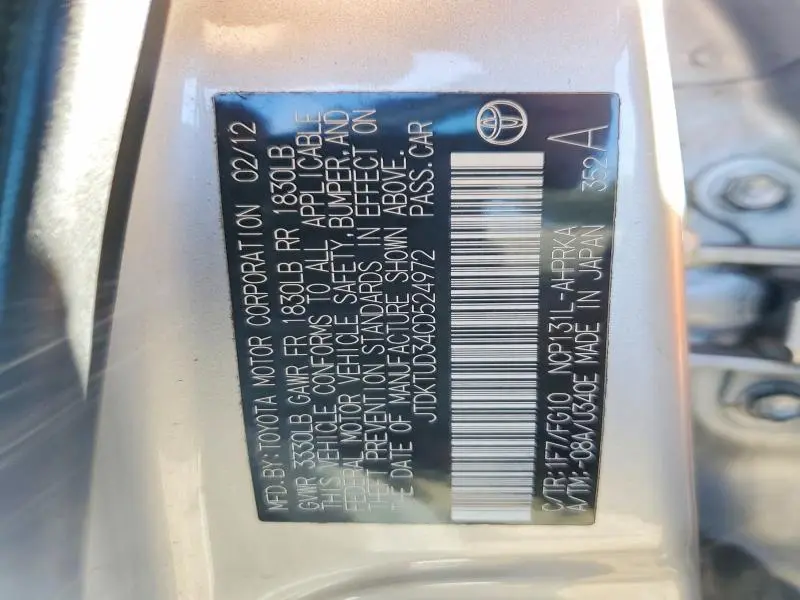 MFD.BY:TOYOTA MOTOR CORPORATION 02/12
GVWR 3330LB GAWR FR 1830LB RR 1830LB
THIS VEHICLE CONFORMS TO ALL APPLICABLE
FEDERAL MOTOR VEHICLE SAFETY,BUMPER,AND
THEFT PREVENTION STANDARDS IN EFFECT ON
THE DATE OF MANUFACTURE SHOWN ABOVE.
JTDKTUD34CD524972 PASS.CAR
C/TR:1F7/FG10 NCP131L-AHPRKA
A/TM:-08A/U340E MADE IN JAPAN 352 A